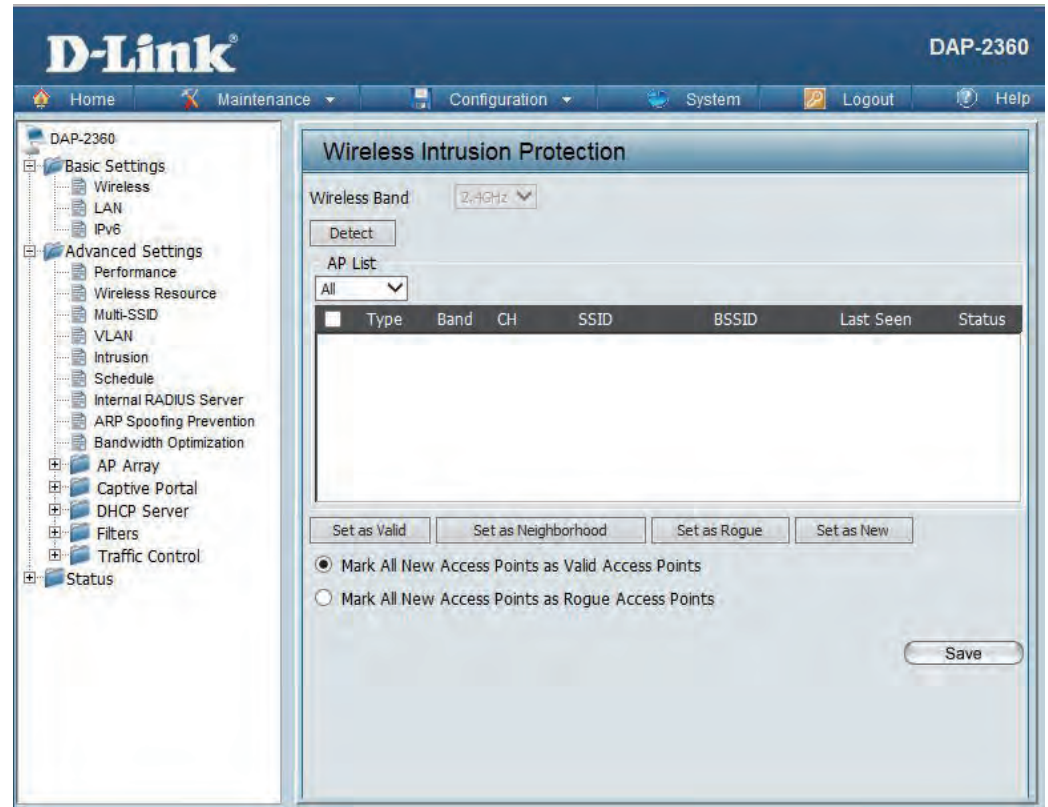 D-Link®
DAP-2360
Home Maintenance Configuration System Logout Help
DAP-2360
Basic Settings
Wireless
LAN
IPv6
Advanced Settings
Performance
Wireless Resource
Multi-SSID
VLAN
Intrusion
Schedule
Internal RADIUS Server
ARP Spoofing Prevention
Bandwidth Optimization
AP Array
Captive Portal
DHCP Server
Filters
Traffic Control
Status
Wireless Intrusion Protection
Wireless Band 2.4GHz
Detect
AP List
All
Type Band CH SSID BSSID Last Seen Status
Set as Valid Set as Neighborhood Set as Rogue Set as New
Mark All New Access Points as Valid Access Points
Mark All New Access Points as Rogue Access Points
Save